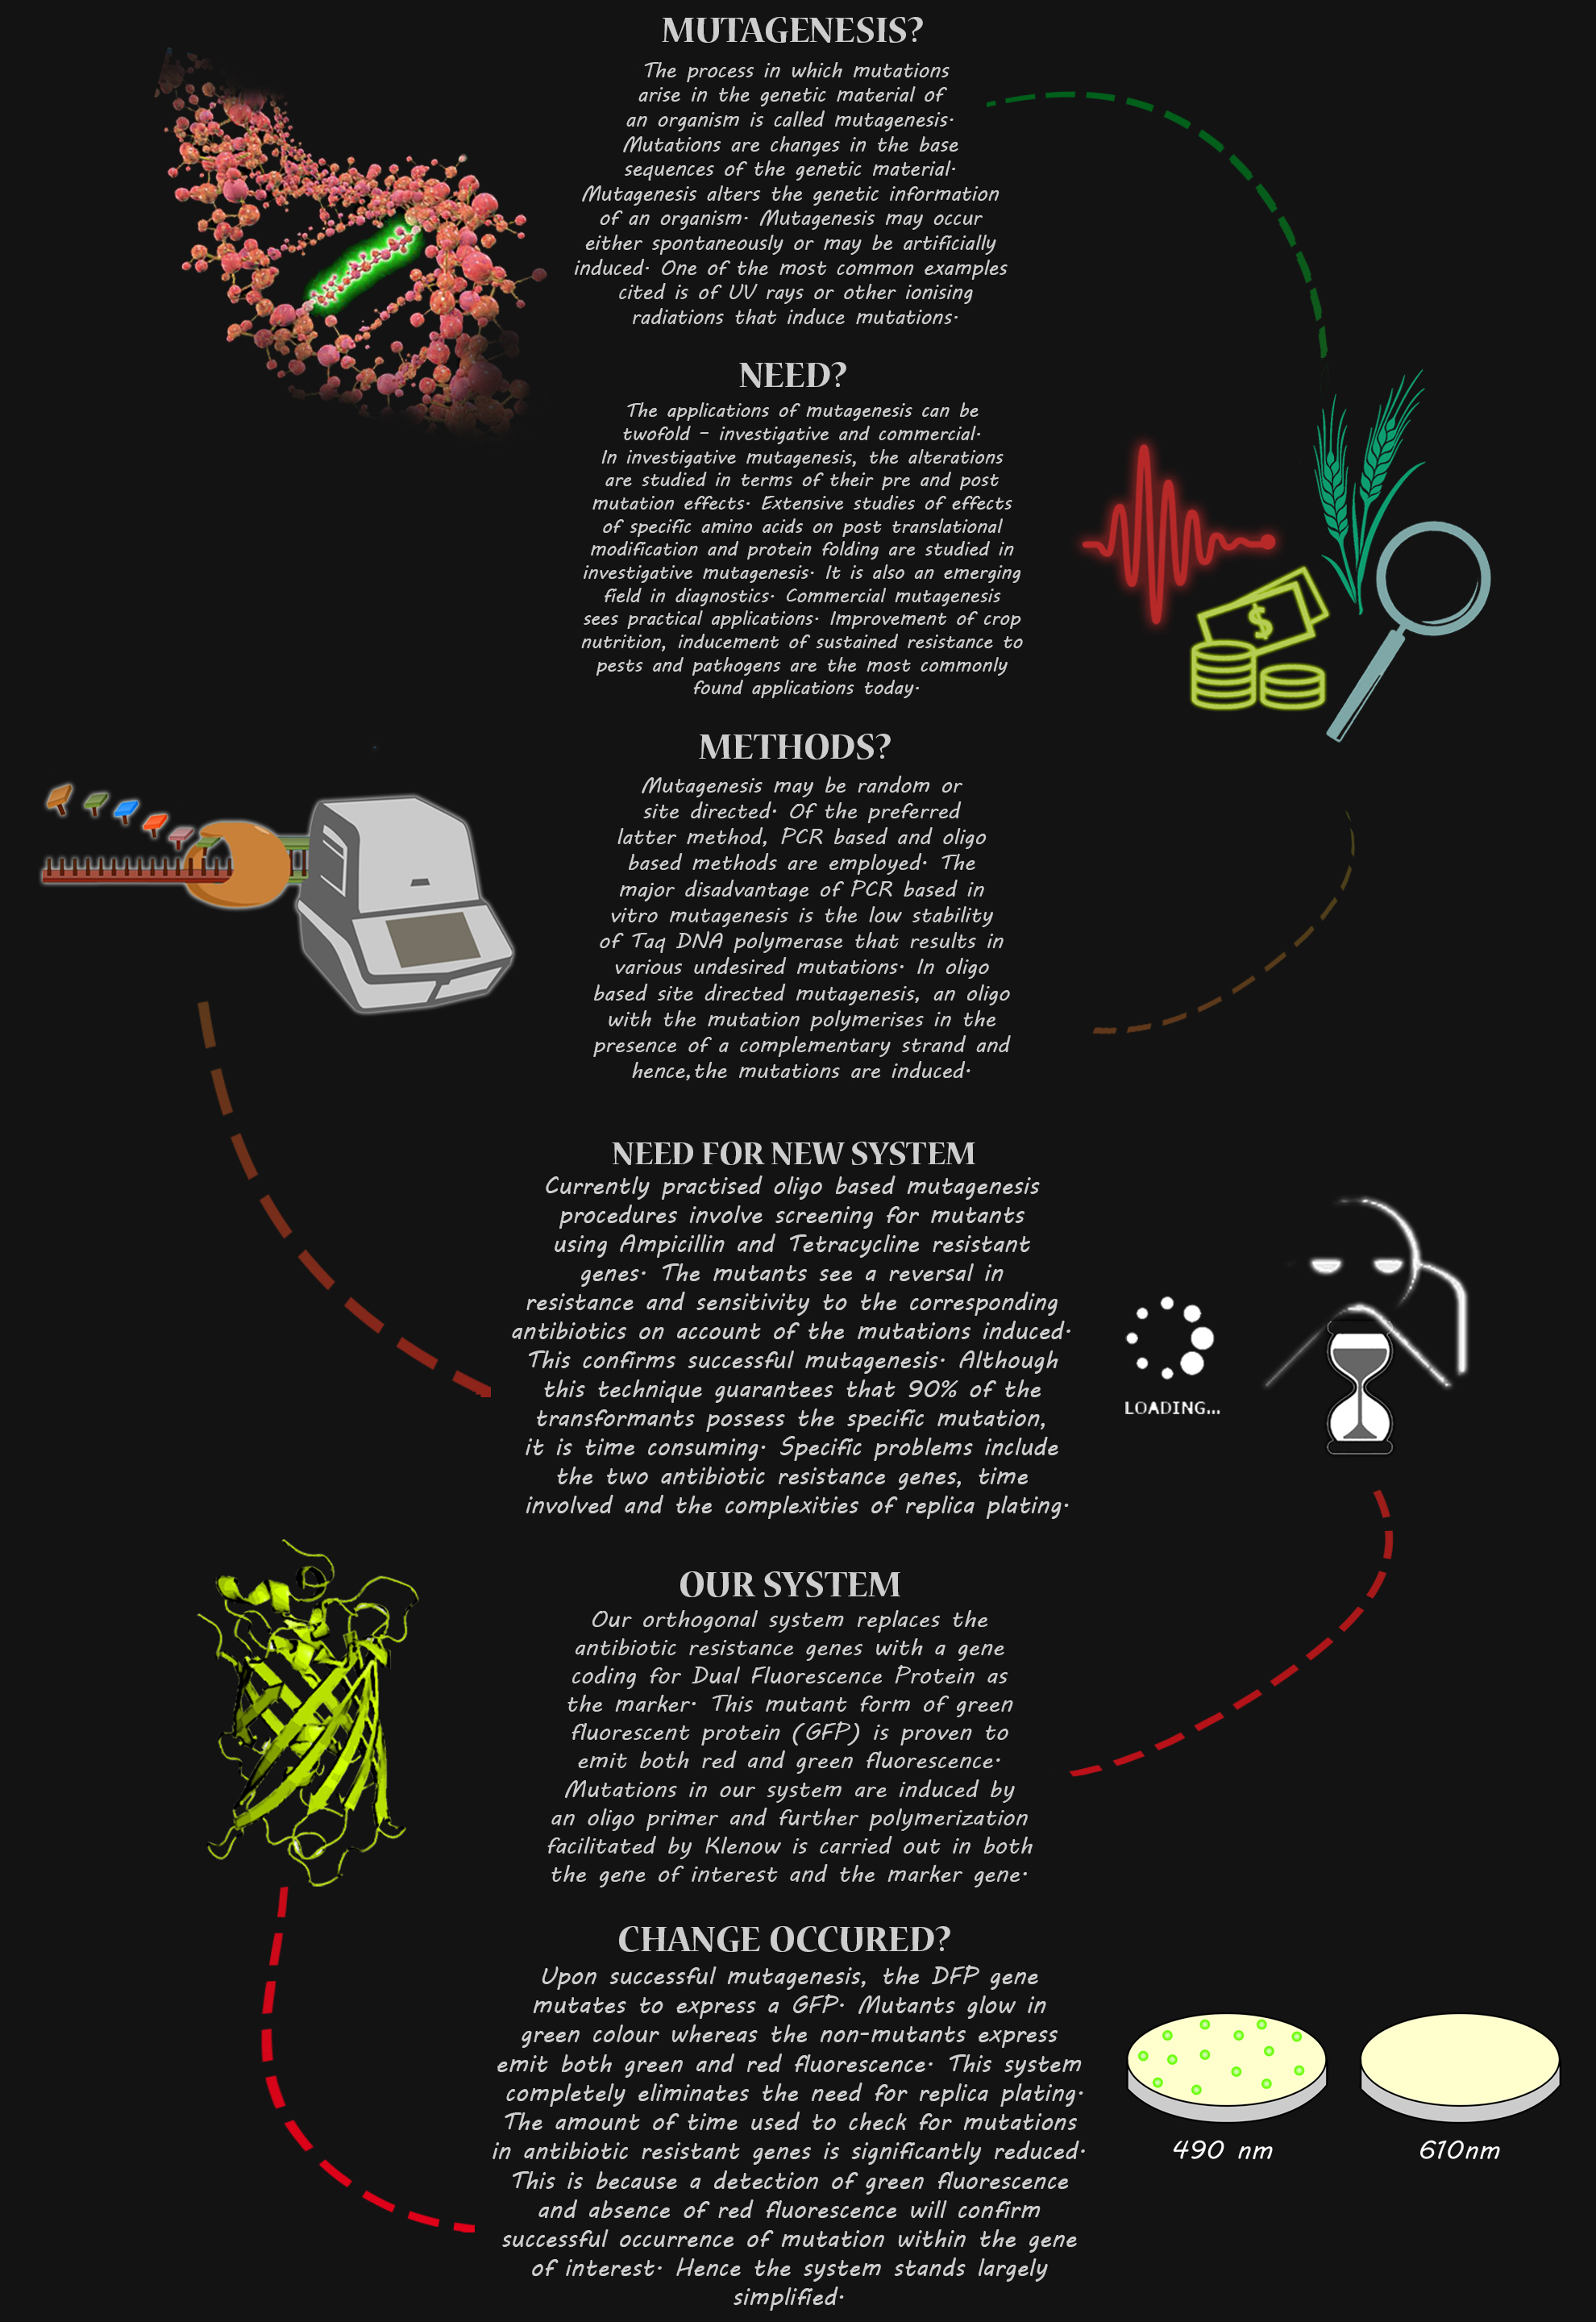 MUTAGENESIS?
The process in which mutations
arise in the genetic material of
an organism is called mutagenesis.
Mutations are changes in the base
sequences of the genetic material.
Mutagenesis alters the genetic information
of an organism. Mutagenesis may occur
either spontaneously or may be artificially
induced. One of the most common examples
cited is of UV rays or other ionising
radiations that induce mutations.
NEED?
The applications of mutagenesis can be
twofold - investigative and commercial.
In investigative mutagenesis, the alterations
are studied in terms of their pre and post
mutation effects. Extensive studies of effects
of specific amino acids on post translational
modification and protein folding are studied in
investigative mutagenesis. It is also an emerging
field in diagnostics. Commercial mutagenesis
sees practical applications. Improvement of crop
nutrition, inducement of sustained resistance to
pests and pathogens are the most commonly
found applications today.
$
METHODS?
Mutagenesis may be random or
site directed. Of the preferred
latter method, PCR based and oligo
based methods are employed. The
major disadvantage of PCR based in
vitro mutagenesis is the low stability
of Taq DNA polymerase that results in
various undesired mutations. In oligo
based site directed mutagenesis, an oligo
with the mutation polymerises in the
presence of a complementary strand and
hence,the mutations are induced.
NEED FOR NEW SYSTEM
Currently practised oligo based mutagenesis
procedures involve screening for mutants
using Ampicillin and Tetracycline resistant
genes. The mutants see a reversal in
resistance and sensitivity to the corresponding
antibiotics on account of the mutations induced.
This confirms successful mutagenesis. Although
this technique guarantees that 90% of the
transformants possess the specific mutation,
it is time consuming. Specific problems include
the two antibiotic resistance genes, time
involved and the complexities of replica plating.
LOADING...
OUR SYSTEM
Our orthogonal system replaces the
antibiotic resistance genes with a gene
coding for Dual Fluorescence Protein as
the marker. This mutant form of green
fluorescent protein (GFP) is proven to
emit both red and green fluorescence.
Mutations in our system are induced by
an oligo primer and further polymerization
facilitated by Klenow is carried out in both
the gene of interest and the marker gene.
CHANGE OCCURED?
Upon successful mutagenesis, the DFP gene
mutates to express a GFP. Mutants glow in
green colour whereas the non-mutants express
emit both green and red fluorescence. This system
completely eliminates the need for replica plating.
The amount of time used to check for mutations
in antibiotic resistant genes is significantly reduced.
This is because a detection of green fluorescence
and absence of red fluorescence will confirm
successful occurrence of mutation within the gene
of interest. Hence the system stands largely
simplified.
490 nm
610nm